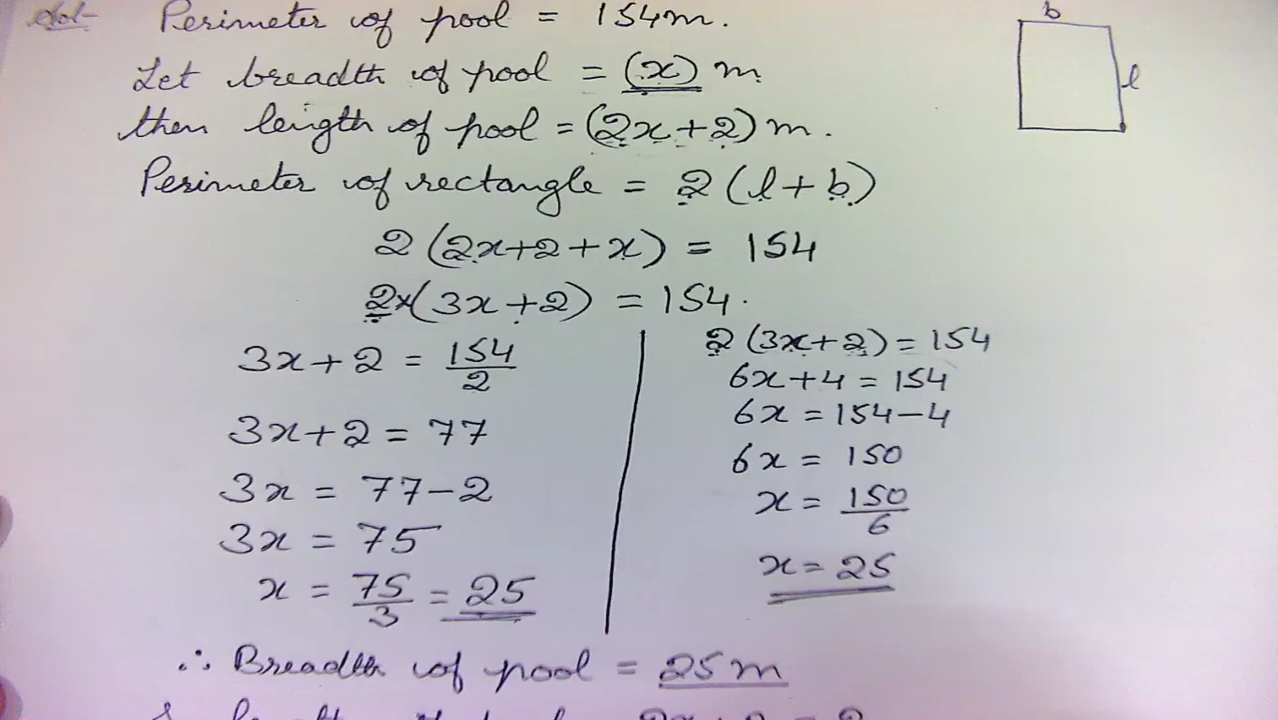 Sol- Perimeter of pool = 154m.
b
Let breadth of pool = (x) m
l
then length of pool = (2x+2) m.
Perimeter of rectangle = 2 (l + b)
2 (2x+2+x) = 154
2×(3x+2) = 154.
3x+2 = 154/2
3x+2 = 77
3x = 77-2
3x = 75
x = 75/3 = 25
2 (3x+2) = 154
6x+4 = 154
6x = 154-4
6x = 150
x = 150/6
x = 25
∴ Breadth of pool = 25 m